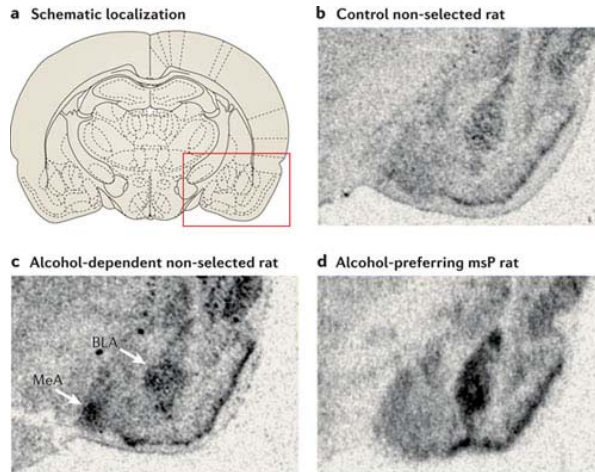 a Schematic localization
b Control non-selected rat
c Alcohol-dependent non-selected rat
BLA
MeA
d Alcohol-preferring msP rat